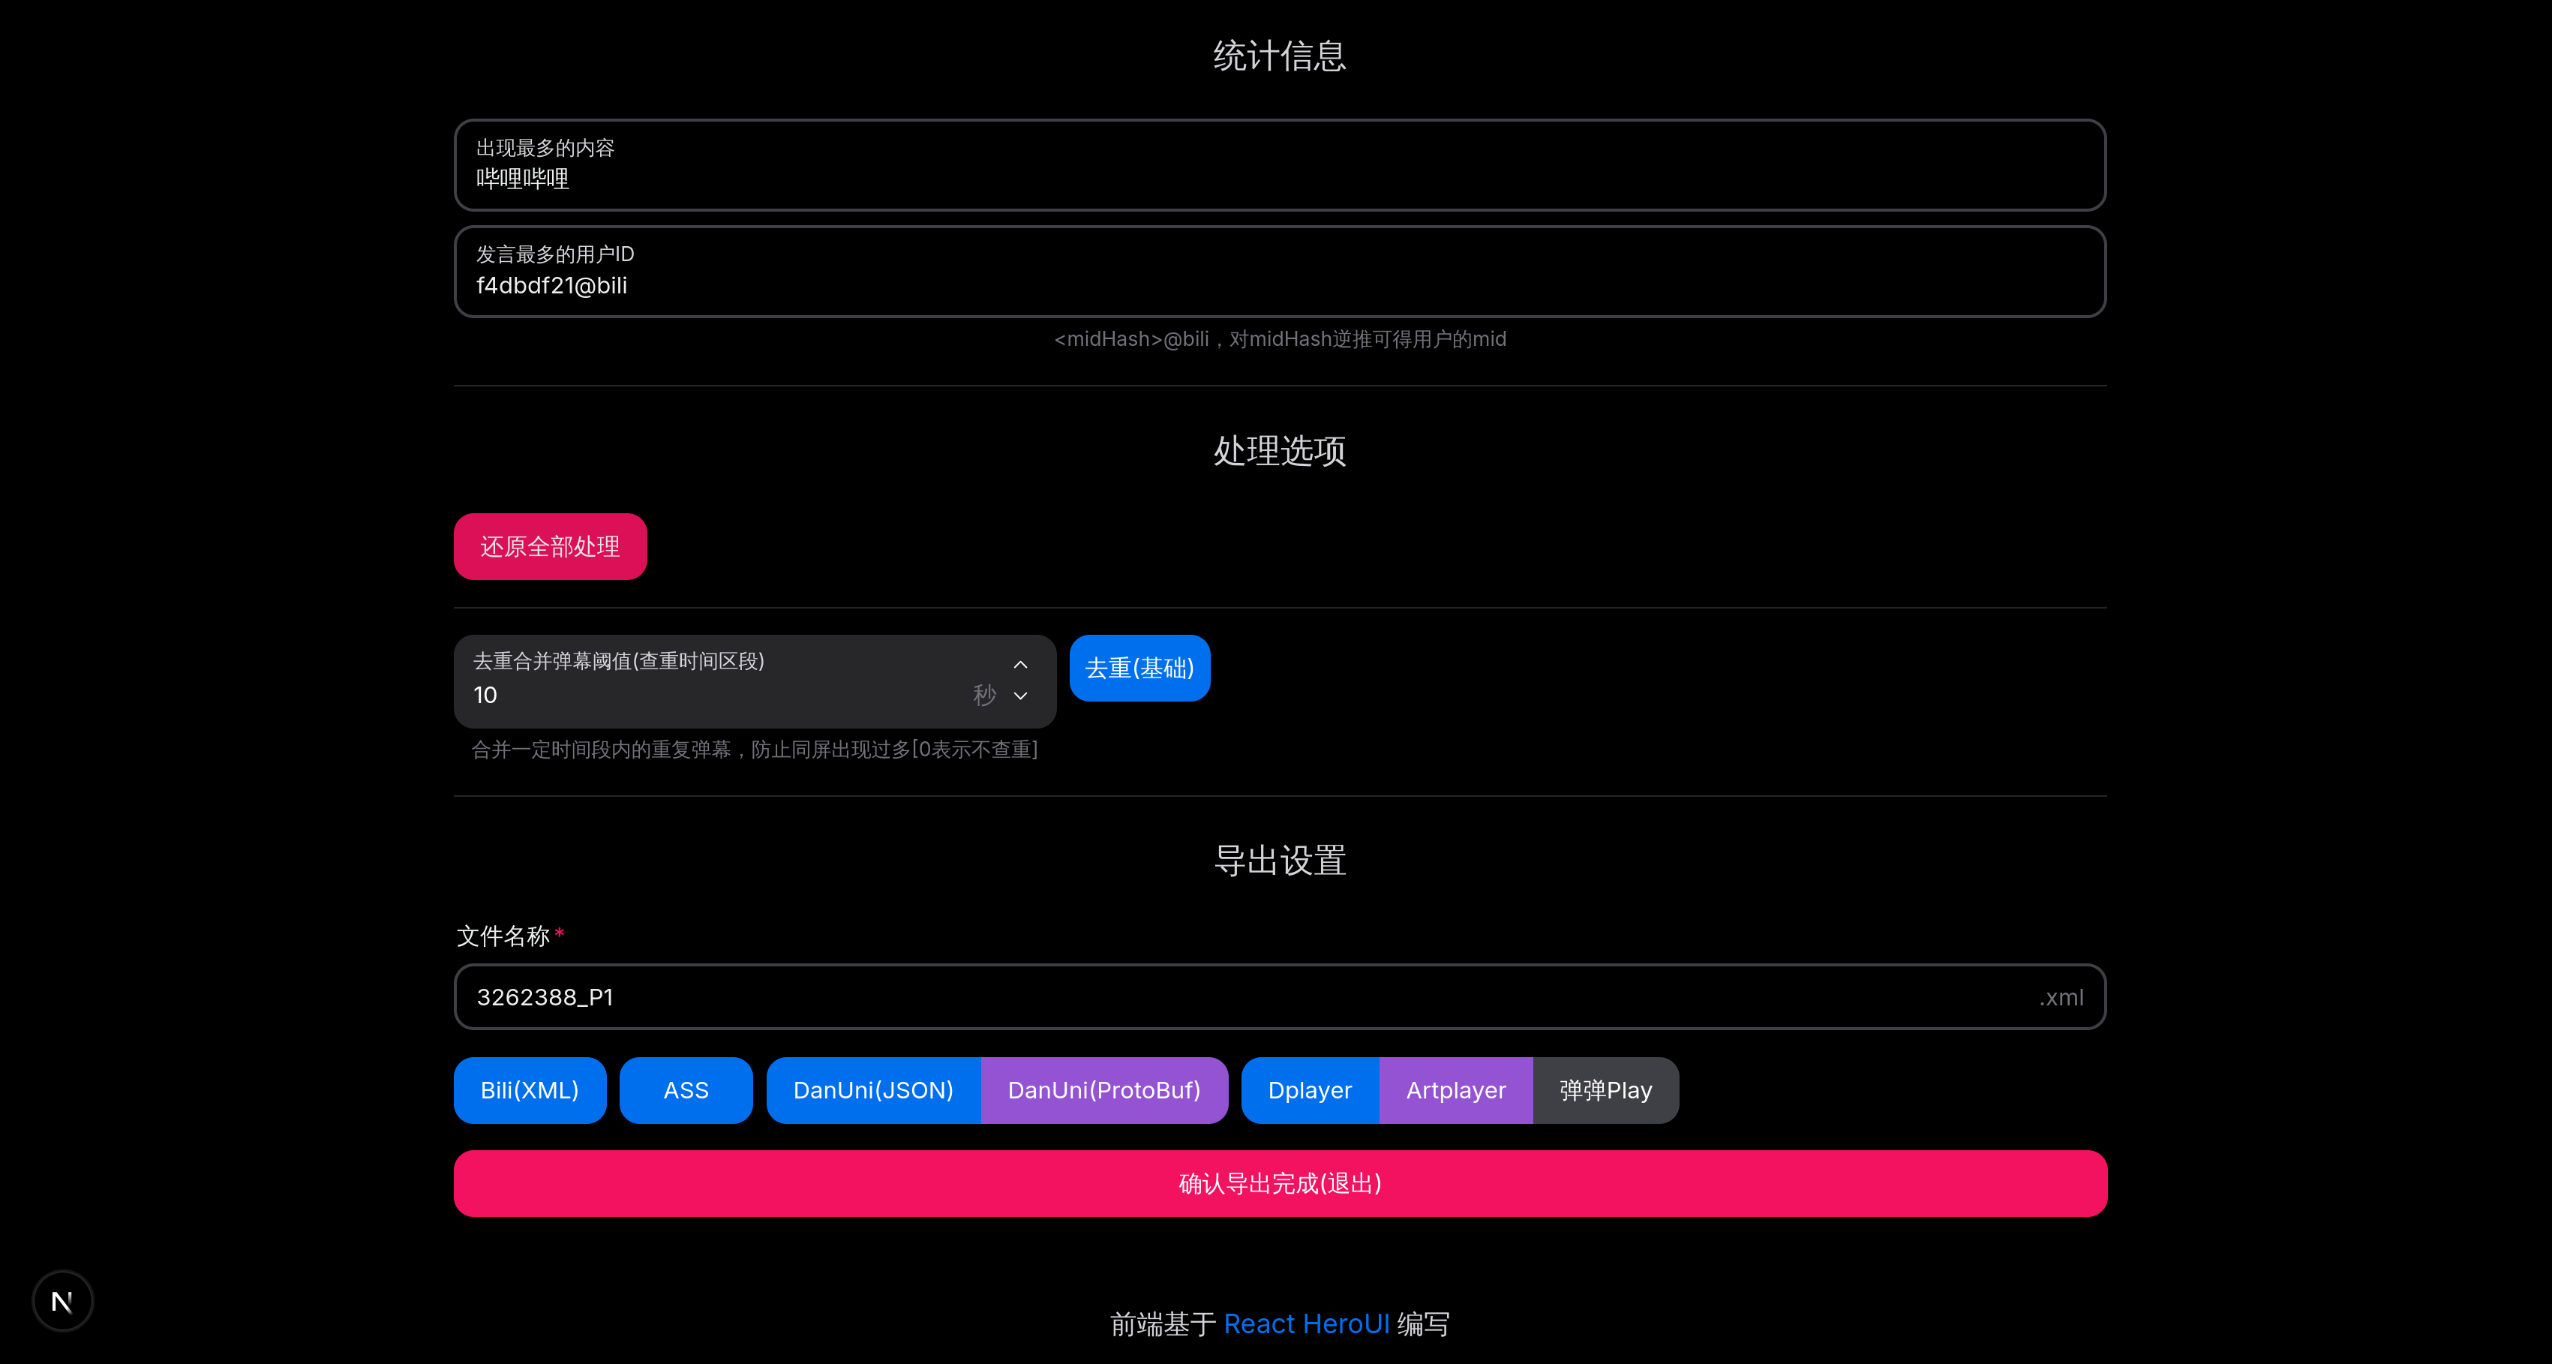 统计信息
出现最多的内容
哔哩哔哩
发言最多的用户ID
f4dbdf21@bili
<midHash>@bili，对midHash逆推可得用户的mid
处理选项
还原全部处理
去重合并弹幕阈值(查重时间区段)
10 秒
去重(基础)
合并一定时间段内的重复弹幕，防止同屏出现过多[0表示不查重]
导出设置
文件名称*
3262388_P1 .xml
Bili(XML) ASS DanUni(JSON) DanUni(ProtoBuf) Dplayer Artplayer 弹弹Play
确认导出完成(退出)
N
前端基于 React HeroUI 编写